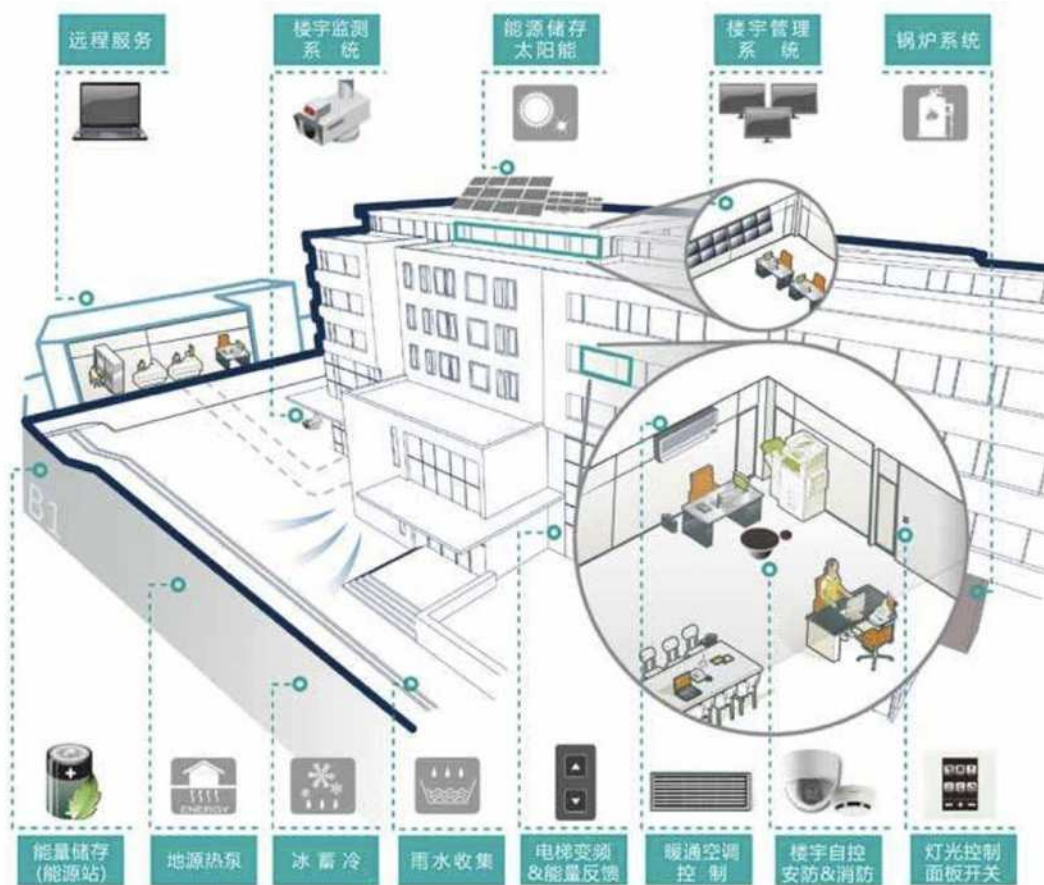 远程服务
楼宇监测
系统
能源储存
太阳能
楼宇管理
系统
锅炉系统
B1
ENERGY
能量储存
(能源站)
地源热泵
冰蓄冷
雨水收集
电梯变频
&能量反馈
暖通空调
控制
楼宇自控
安防&消防
灯光控制
面板开关